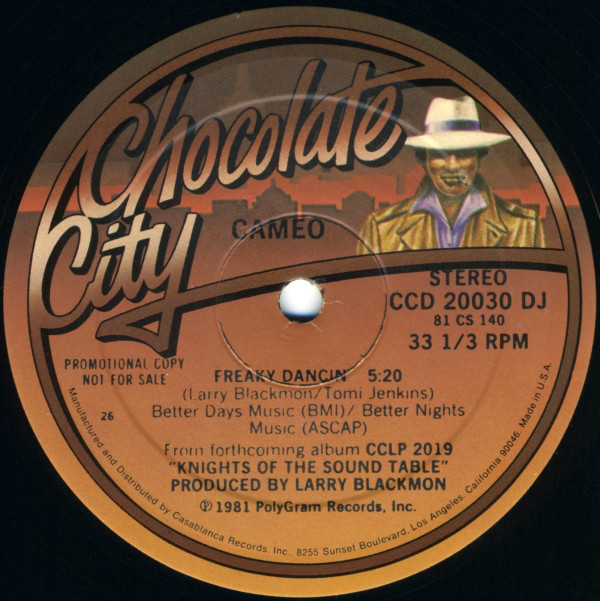 Chocolate
City
CAMEO
STEREO
CCD 20030 DJ
81 CS 140
33 1/3 RPM
PROMOTIONAL COPY
NOT FOR SALE
26
FREAKY DANCIN' 5:20
(Larry Blackmon/Tomi Jenkins)
Better Days Music (BMI)/ Better Nights
Music (ASCAP)
From forthcoming album CCLP 2019
"KNIGHTS OF THE SOUND TABLE"
PRODUCED BY LARRY BLACKMON
℗ 1981 PolyGram Records, Inc.
Manufactured and Distributed by Casablanca Records, Inc., 8255 Sunset Boulevard, Los Angeles, California 90046. Made in U.S.A.